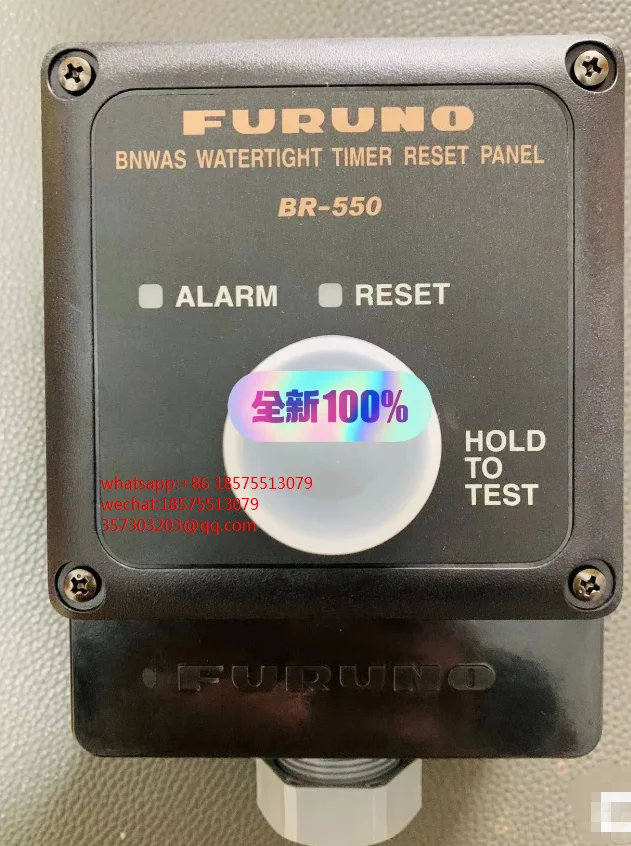 FURUNO
BNWAS WATERTIGHT TIMER RESET PANEL
BR-550
ALARM
RESET
全新100%
HOLD
TO
TEST
whatsapp:+86 18575513079
wechat:18575513079
357303203@qq.com
FURUNO